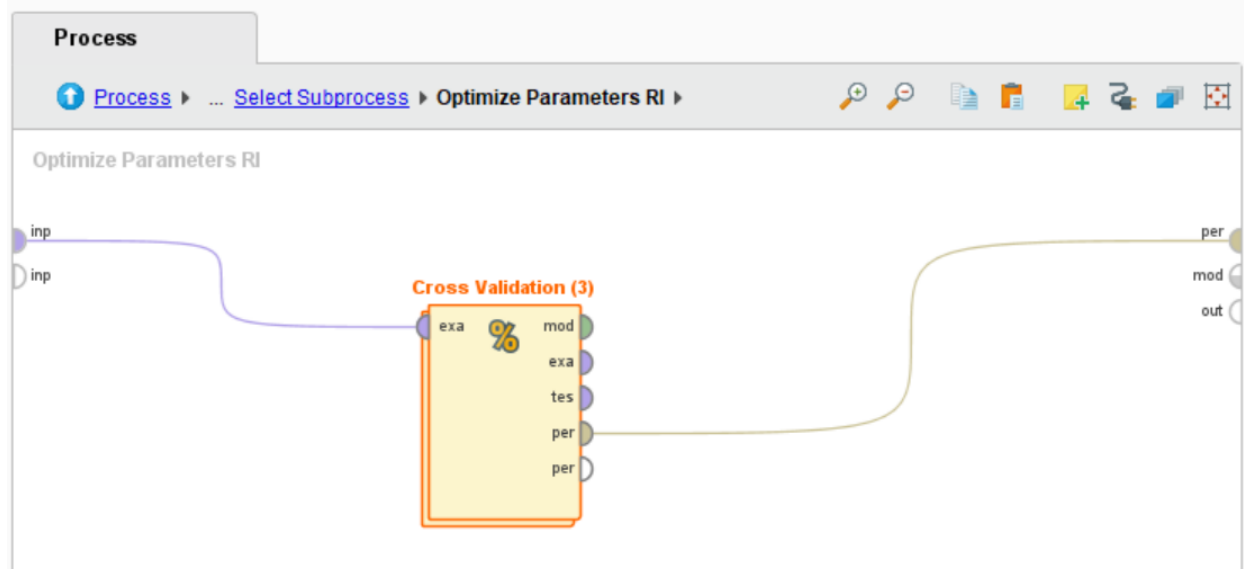 Process
Process ... Select Subprocess Optimize Parameters RI
Optimize Parameters RI
inp
inp
per
mod
out
Cross Validation (3)
exa % mod
exa
tes
per
per